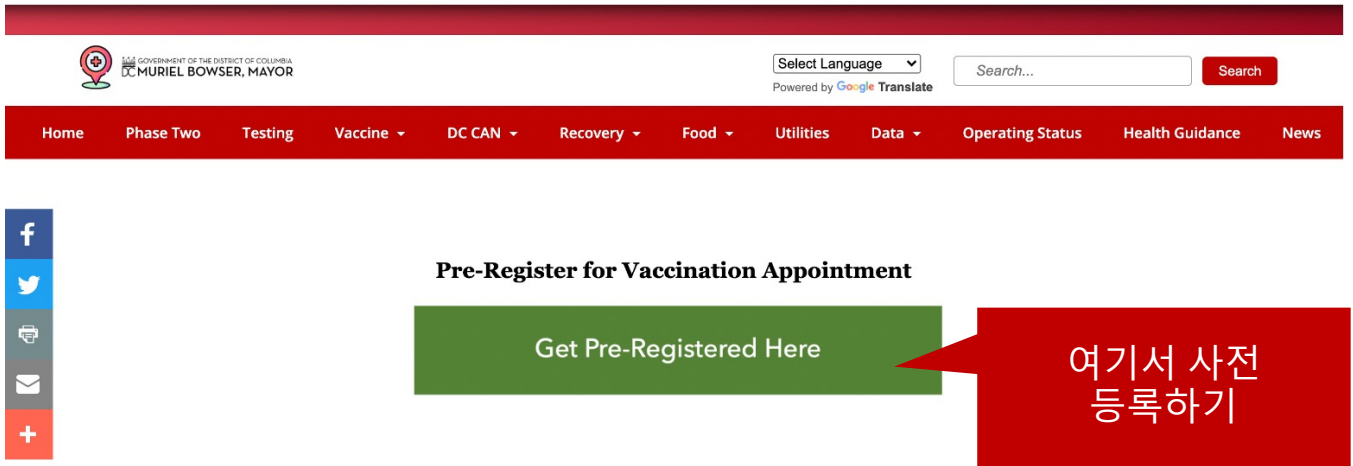 GOVERNMENT OF THE DISTRICT OF COLUMBIA
DC MURIEL BOWSER, MAYOR
Select Language
Powered by Google Translate
Search...
Search
Home Phase Two Testing Vaccine DC CAN Recovery Food Utilities Data Operating Status Health Guidance News
Pre-Register for Vaccination Appointment
Get Pre-Registered Here
여기서 사전
등록하기